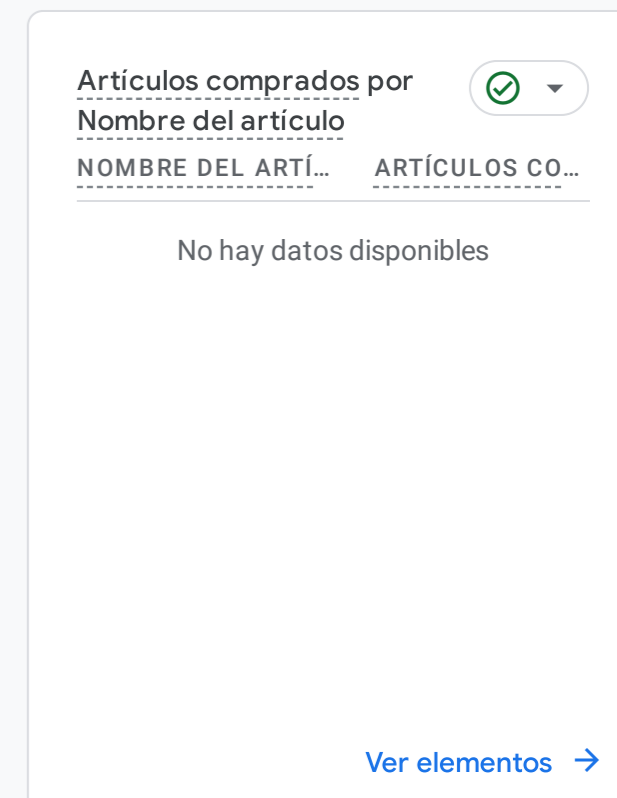 Artículos comprados por
Nombre del artículo
NOMBRE DEL ARTÍ…
ARTÍCULOS CO…
No hay datos disponibles
Ver elementos